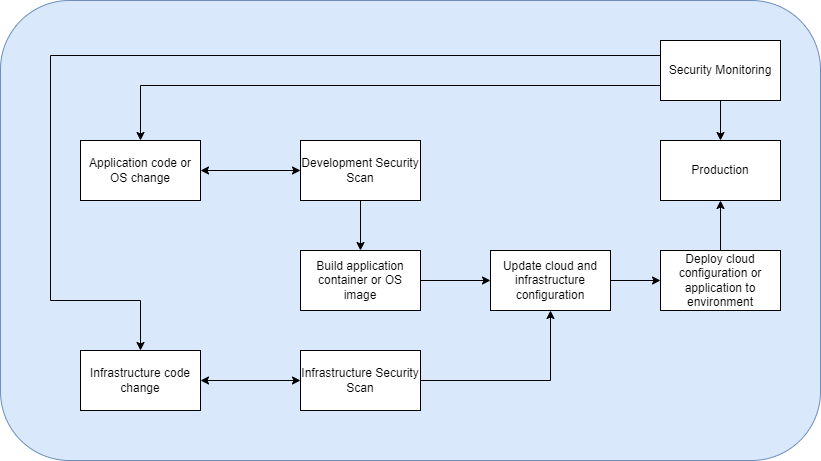 Security Monitoring
Application code or
OS change
Development Security
Scan
Production
Build application
container or OS
image
Update cloud and
infrastructure
configuration
Deploy cloud
configuration or
application to
environment
Infrastructure code
change
Infrastructure Security
Scan